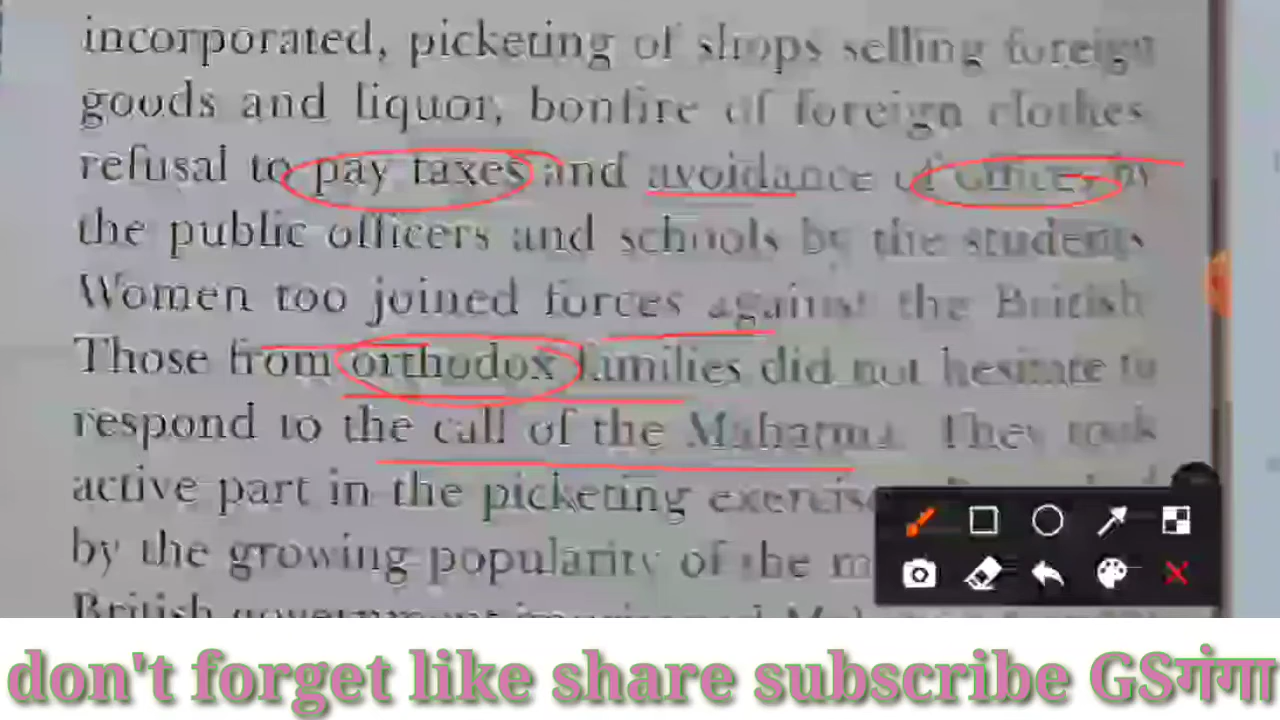 incorporated, picketing of shops selling foreign
goods and liquor, bonfire of foreign clothes
refusal to pay taxes and avoidance of offices by
the public officers and schools by the students
Women too joined forces against the British
Those from orthodox families did not hesitate to
respond to the call of the Mahatma. They took
active part in the picketing exercise
by the growing popularity of the
British government
don't forget like share subscribe GSगंगा